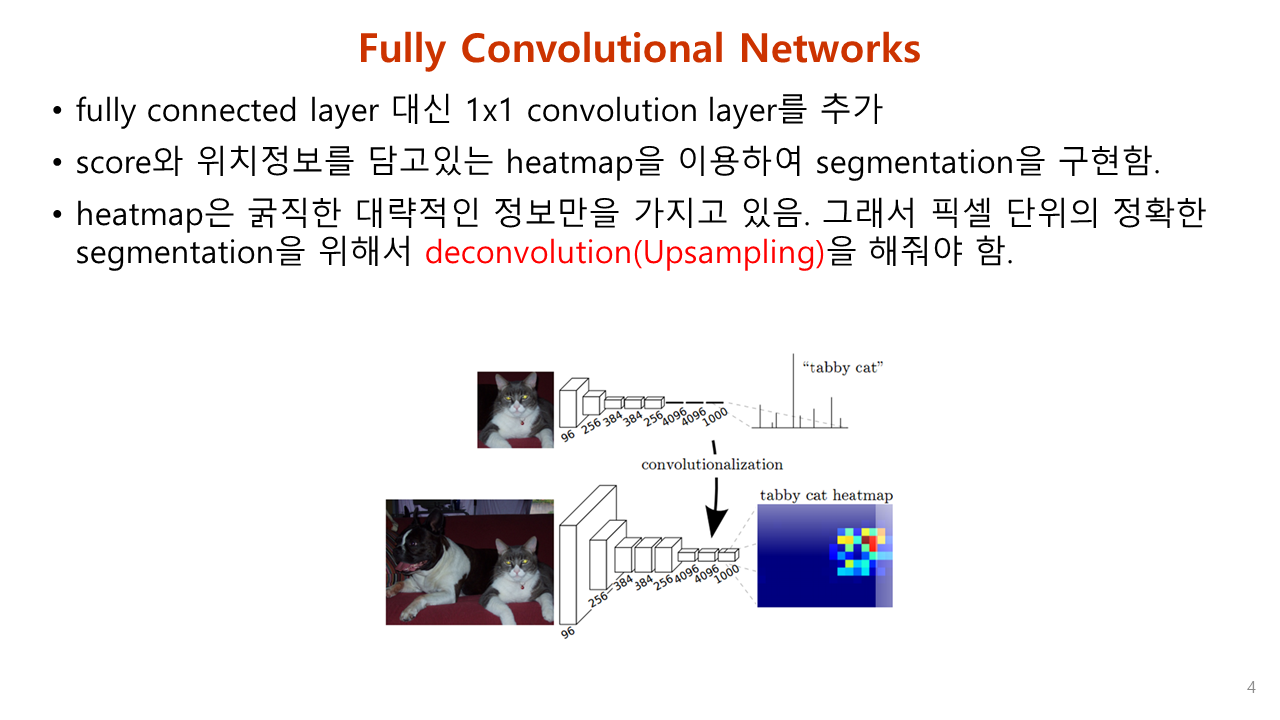 Fully Convolutional Networks
• fully connected layer 대신 1x1 convolution layer를 추가
• score와 위치정보를 담고있는 heatmap을 이용하여 segmentation을 구현함.
• heatmap은 굵직한 대략적인 정보만을 가지고 있음. 그래서 픽셀 단위의 정확한
segmentation을 위해서 deconvolution(Upsampling)을 해줘야 함.
“tabby cat”
96 256 384 384 256 4096 4096 1000
convolutionalization
tabby cat heatmap
96 256 384 384 256 4096 4096 1000
4